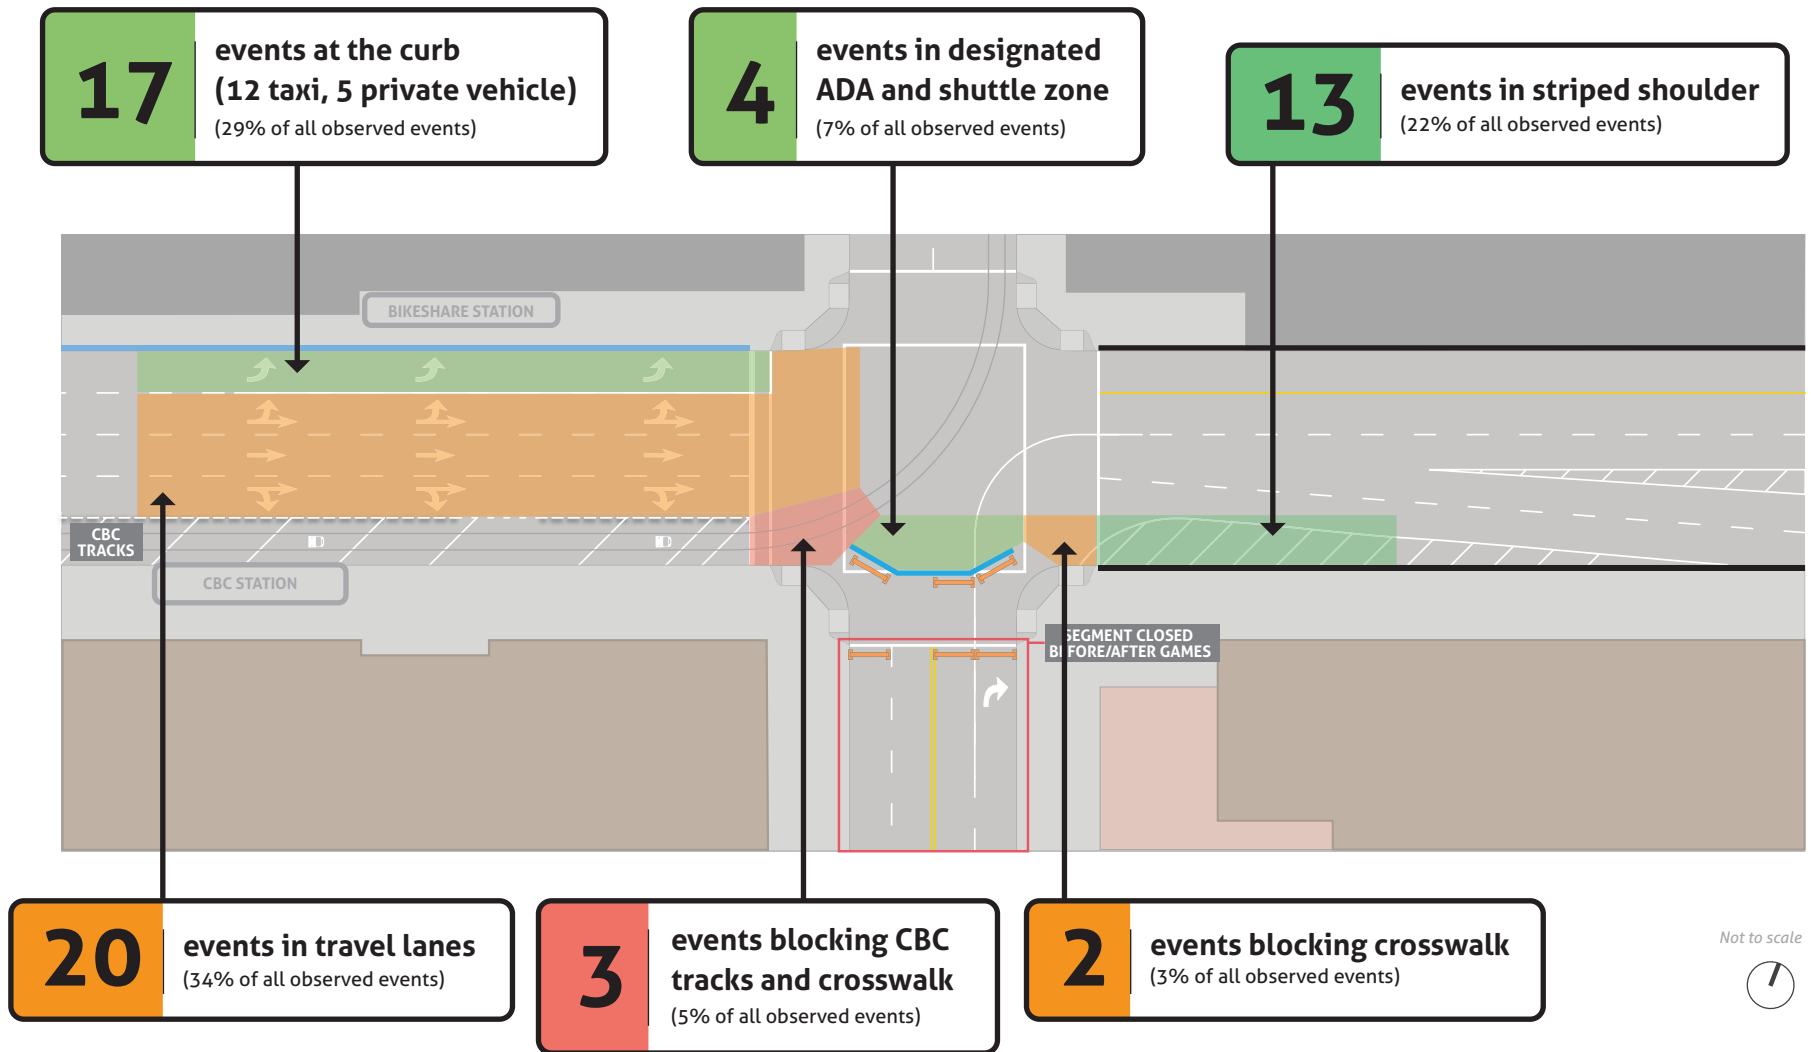 17
events at the curb
(12 taxi, 5 private vehicle)
(29% of all observed events)
4
events in designated
ADA and shuttle zone
(7% of all observed events)
13
events in striped shoulder
(22% of all observed events)
BIKESHARE STATION
CBC
TRACKS
CBC STATION
SEGMENT CLOSED
BEFORE/AFTER GAMES
20
events in travel lanes
(34% of all observed events)
3
events blocking CBC
tracks and crosswalk
(5% of all observed events)
2
events blocking crosswalk
(3% of all observed events)
Not to scale